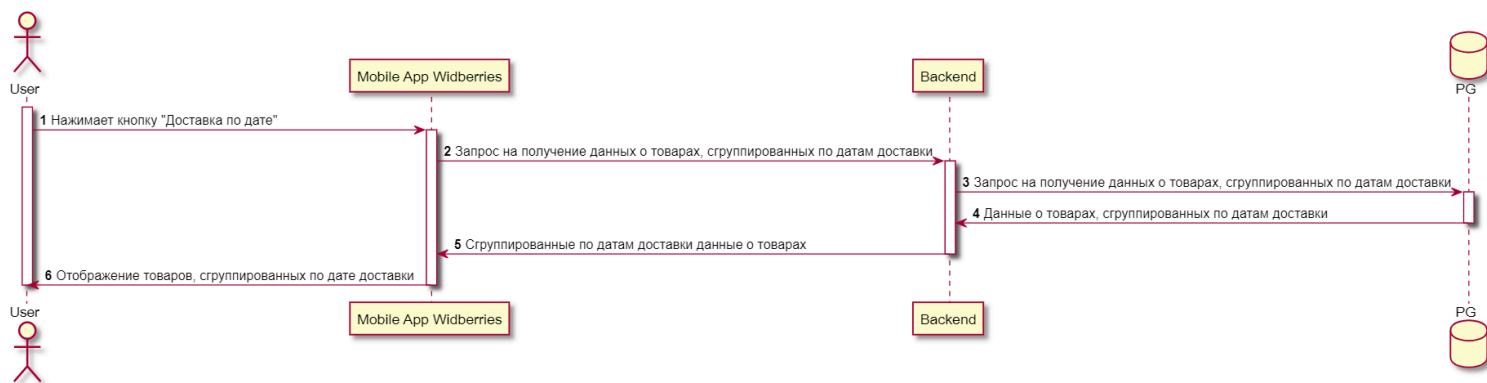 User
Mobile App Widberries
Backend
PG
1 Нажимает кнопку "Доставка по дате"
2 Запрос на получение данных о товарах, сгруппированных по датам доставки
3 Запрос на получение данных о товарах, сгруппированных по датам доставки
4 Данные о товарах, сгруппированных по датам доставки
5 Сгруппированные по датам доставки данные о товарах
6 Отображение товаров, сгруппированных по дате доставки
User
Mobile App Widberries
Backend
PG